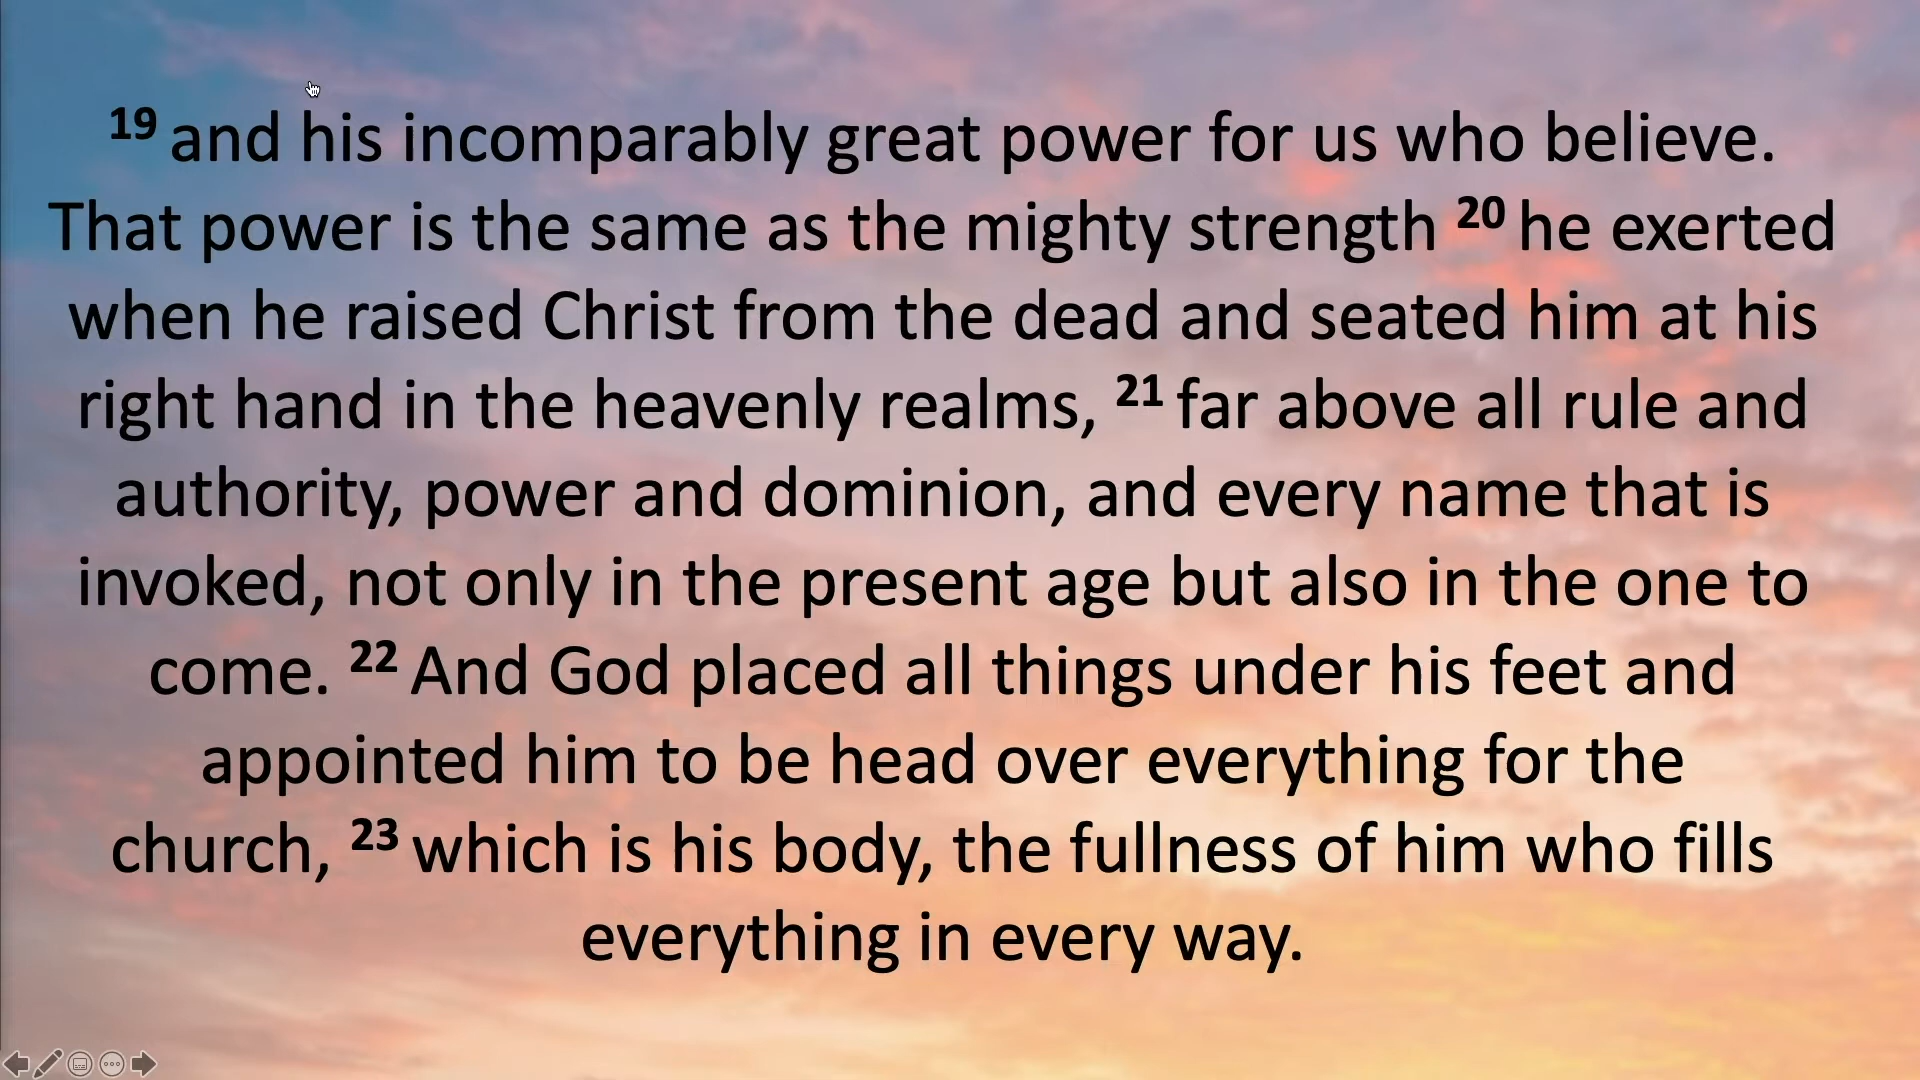 19 and his incomparably great power for us who believe.
That power is the same as the mighty strength 20 he exerted
when he raised Christ from the dead and seated him at his
right hand in the heavenly realms, 21 far above all rule and
authority, power and dominion, and every name that is
invoked, not only in the present age but also in the one to
come. 22 And God placed all things under his feet and
appointed him to be head over everything for the
church, 23 which is his body, the fullness of him who fills
everything in every way.